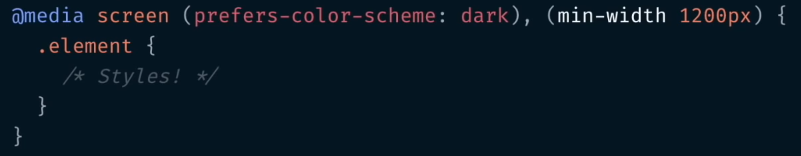 @media screen (prefers-color-scheme: dark), (min-width 1200px) {
  .element {
    /* Styles! */
  }
}